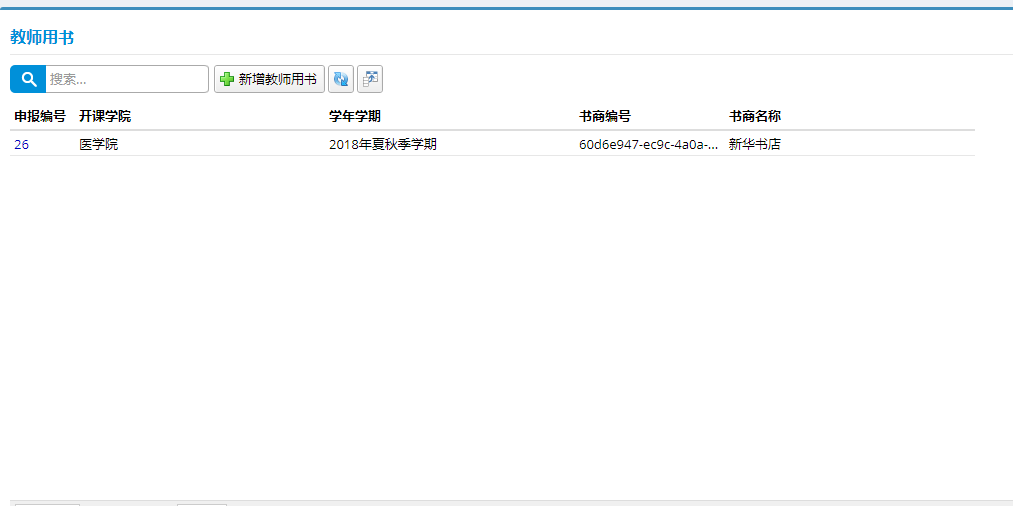 教师用书
搜索...
新增教师用书
申报编号 开课学院 学年学期 书商编号 书商名称
26 医学院 2018年夏秋季学期 60d6e947-ec9c-4a0a-... 新华书店